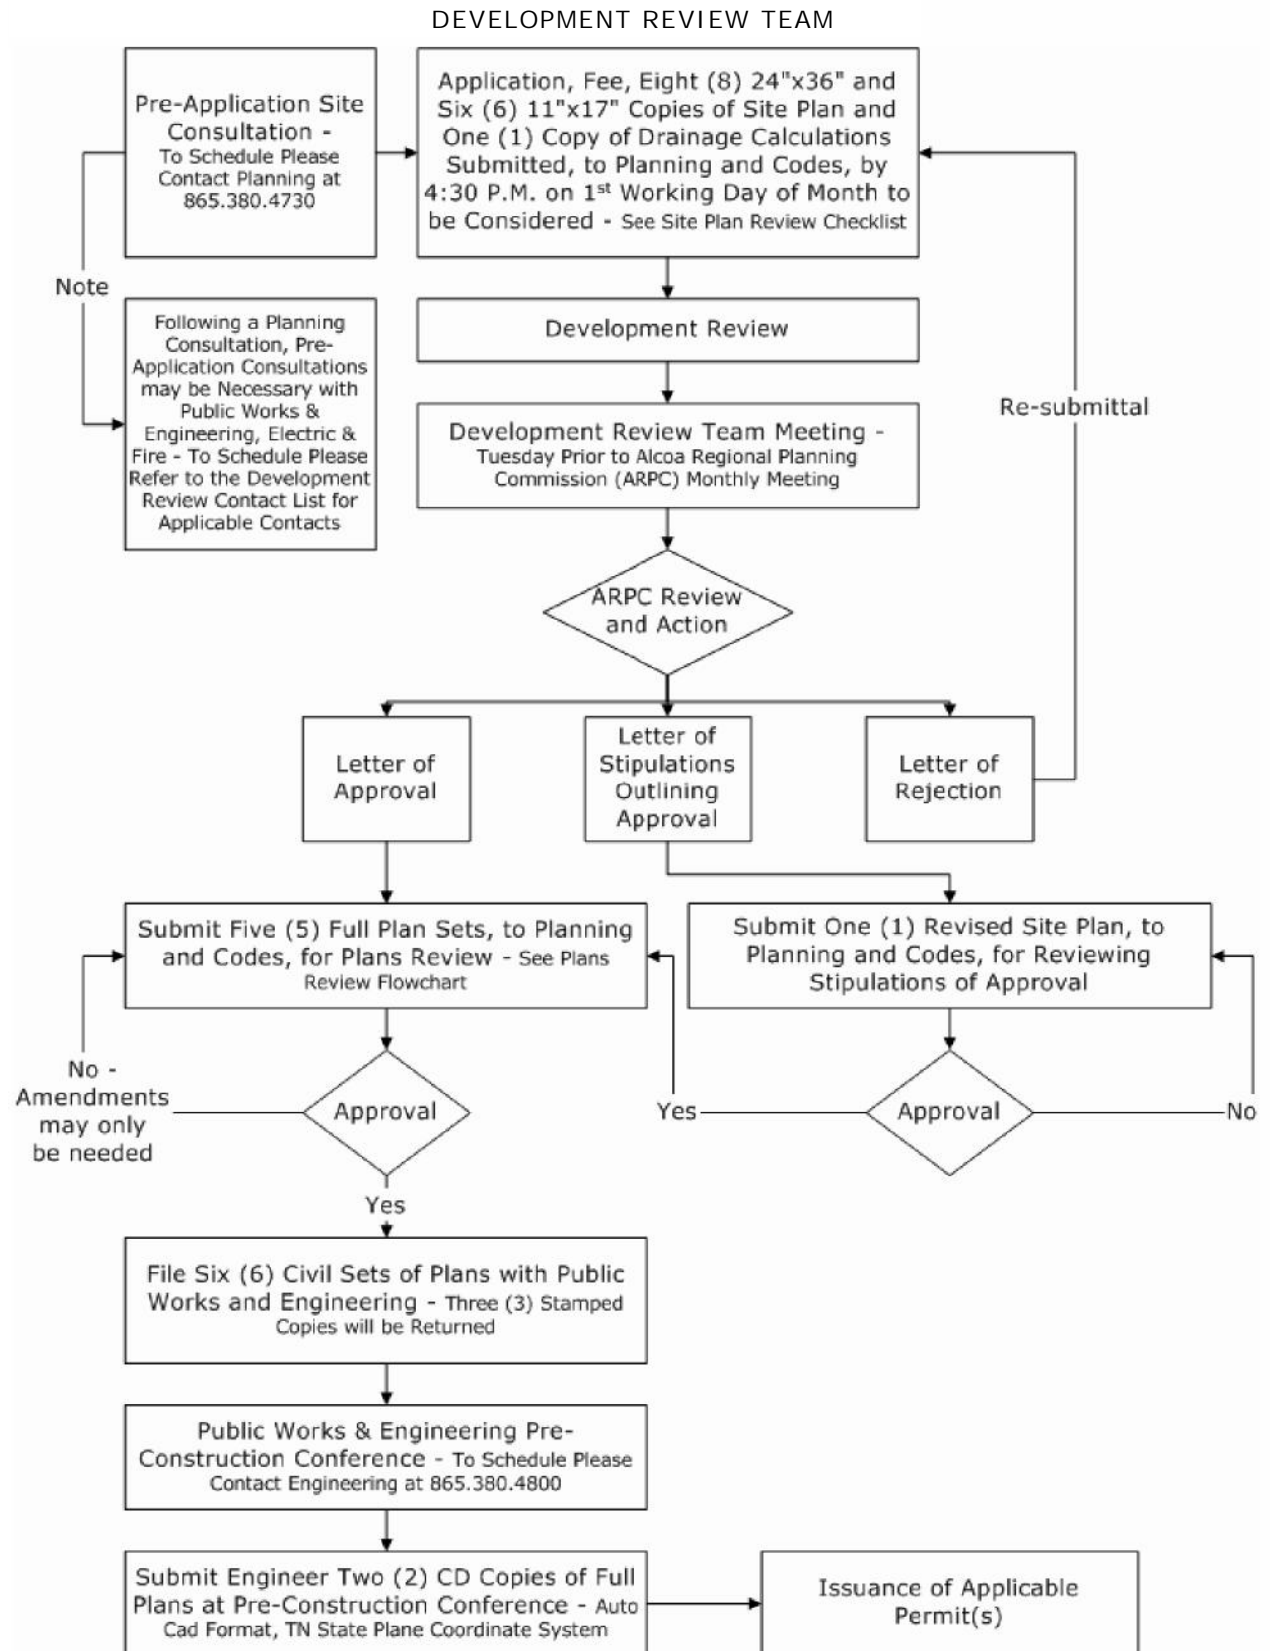 DEVELOPMENT REVIEW TEAM
Pre-Application Site
Consultation -
To Schedule Please
Contact Planning at
865.380.4730
Application, Fee, Eight (8) 24"x36" and
Six (6) 11"x17" Copies of Site Plan and
One (1) Copy of Drainage Calculations
Submitted, to Planning and Codes, by
4:30 P.M. on 1st Working Day of Month to
be Considered - See Site Plan Review Checklist
Note
Following a Planning
Consultation, Pre-
Application Consultations
may be Necessary with
Public Works &
Engineering, Electric &
Fire - To Schedule Please
Refer to the Development
Review Contact List for
Applicable Contacts
Development Review
Re-submittal
Development Review Team Meeting -
Tuesday Prior to Alcoa Regional Planning
Commission (ARPC) Monthly Meeting
ARPC Review
and Action
Letter of
Approval
Letter of
Stipulations
Outlining
Approval
Letter of
Rejection
Submit Five (5) Full Plan Sets, to Planning
and Codes, for Plans Review - See Plans
Review Flowchart
Submit One (1) Revised Site Plan, to
Planning and Codes, for Reviewing
Stipulations of Approval
No -
Amendments
may only
be needed
Approval
Yes
Approval
No
Yes
File Six (6) Civil Sets of Plans with Public
Works and Engineering - Three (3) Stamped
Copies will be Returned
Public Works & Engineering Pre-
Construction Conference - To Schedule Please
Contact Engineering at 865.380.4800
Submit Engineer Two (2) CD Copies of Full
Plans at Pre-Construction Conference - Auto
Cad Format, TN State Plane Coordinate System
Issuance of Applicable
Permit(s)